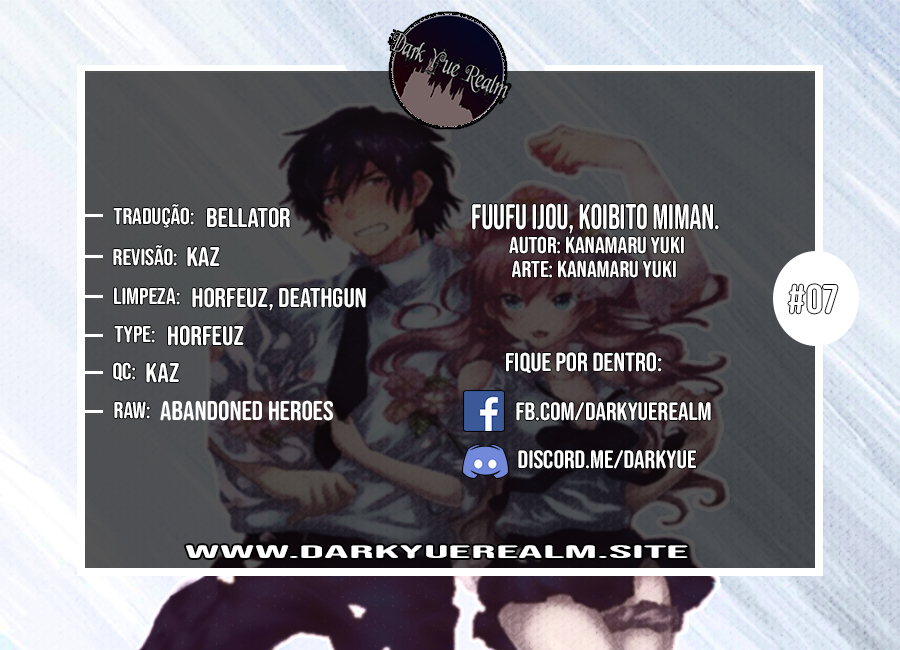 Dark Yue Realm
TRADUÇÃO: BELLATOR
REVISÃO: KAZ
LIMPEZA: HORFEUZ, DEATHGUN
TYPE: HORFEUZ
QC: KAZ
RAW: ABANDONED HEROES
FUUFU IJOU, KOIBITO MIMAN.
AUTOR: KANAMARU YUKI
ARTE: KANAMARU YUKI
#07
FIQUE POR DENTRO:
f FB.COM/DARKYUEREALM
DISCORD.ME/DARKYUE
WWW.DARKYUEREALM.SITE